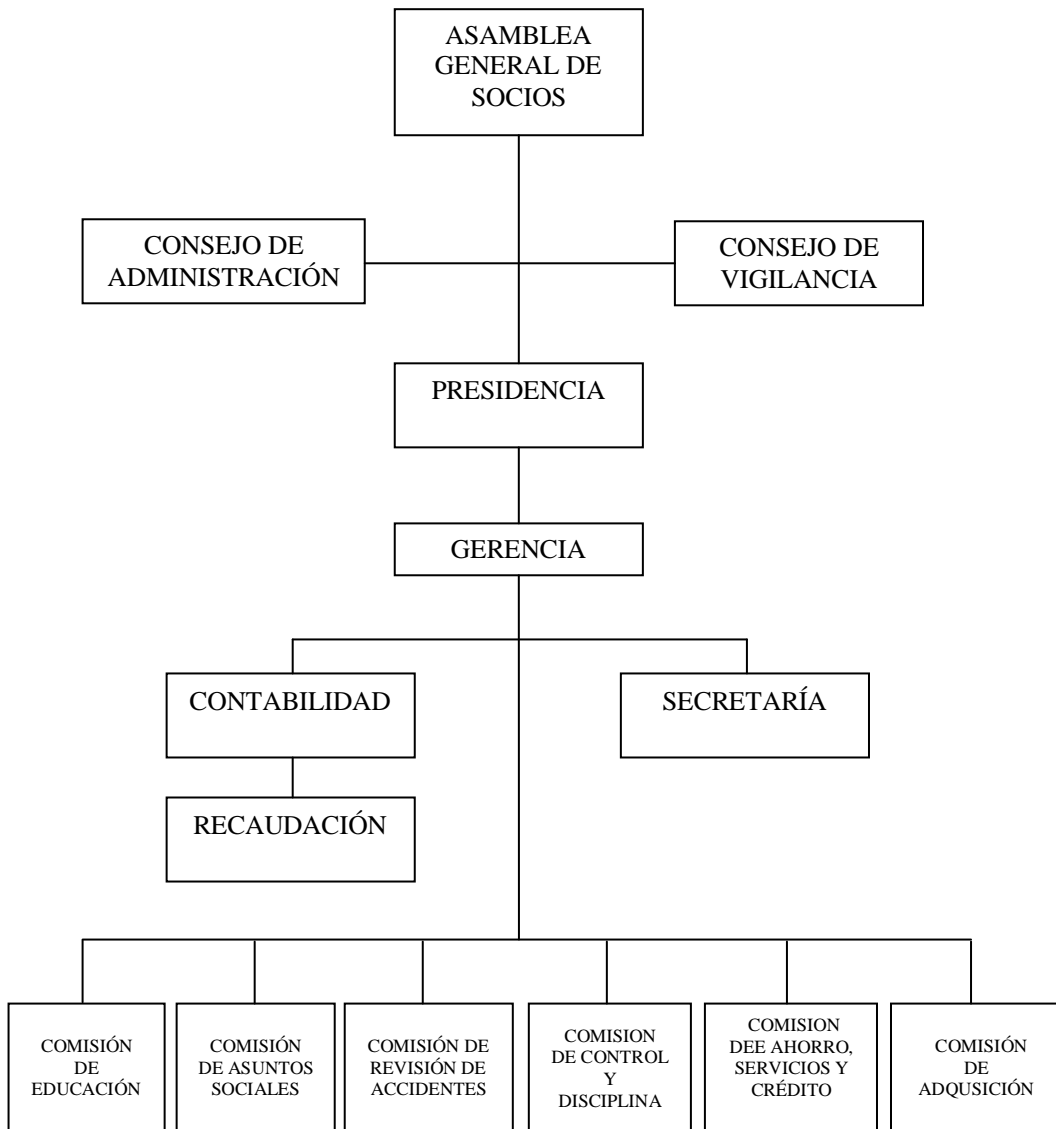 ASAMBLEA
GENERAL DE
SOCIOS
CONSEJO DE
ADMINISTRACIÓN
CONSEJO DE
VIGILANCIA
PRESIDENCIA
GERENCIA
CONTABILIDAD
SECRETARÍA
RECAUDACIÓN
COMISIÓN
DE
EDUCACIÓN
COMISIÓN
DE ASUNTOS
SOCIALES
COMISIÓN DE
REVISIÓN DE
ACCIDENTES
COMISION
DE CONTROL
Y
DISCIPLINA
COMISION
DEE AHORRO,
SERVICIOS Y
CRÉDITO
COMISIÓN
DE
ADQUSICIÓN